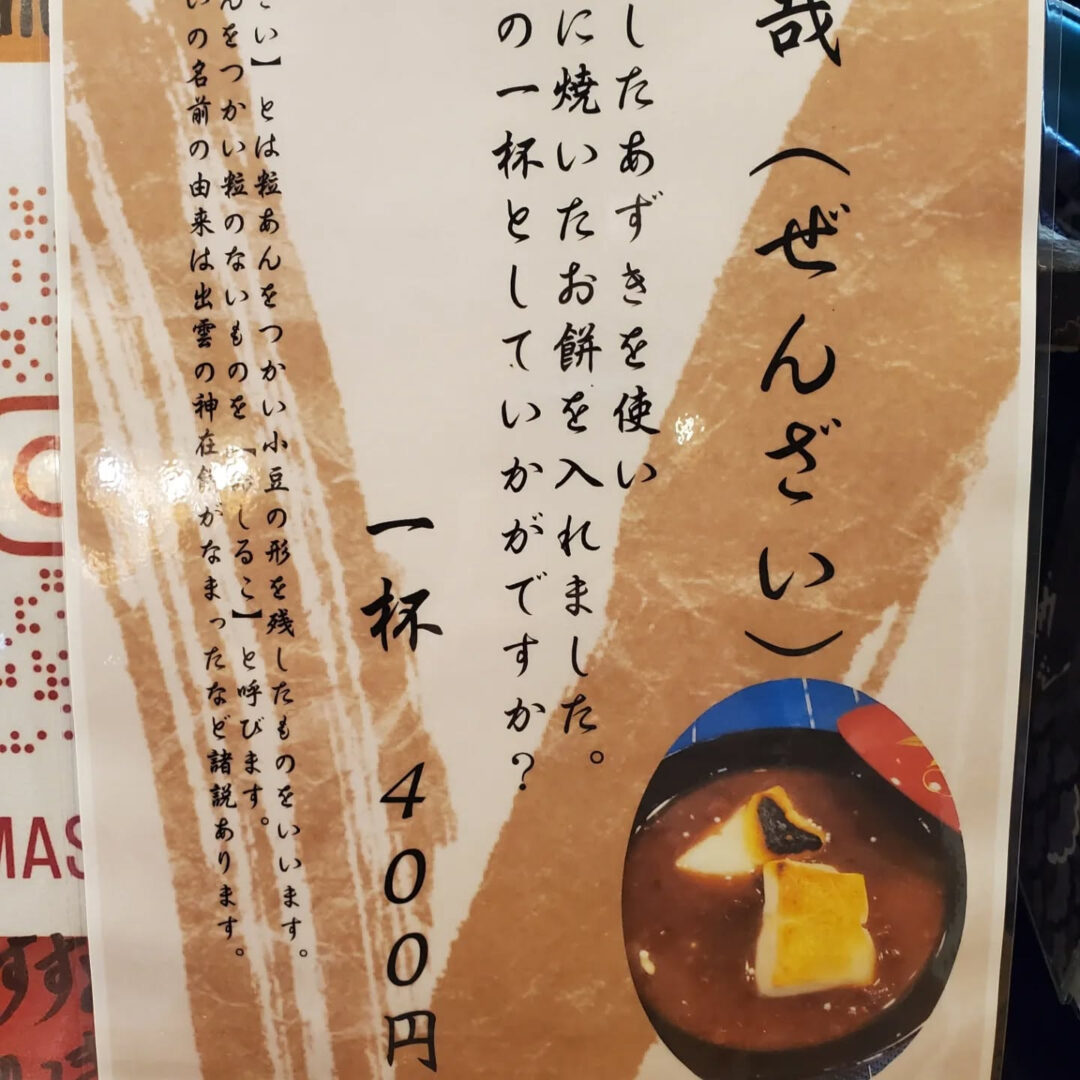 哉（ぜんざい）
したあずきを使い
に焼いたお餅を入れました。
の一杯としていかがですか？
一杯 400円
い】とは粒あんをつかい小豆の形を残したものをいいます。
んをつかい粒のないものを【おしるこ】と呼びます。
いの名前の由来は出雲の神在餅がなまったなど諸説あります。
MAS